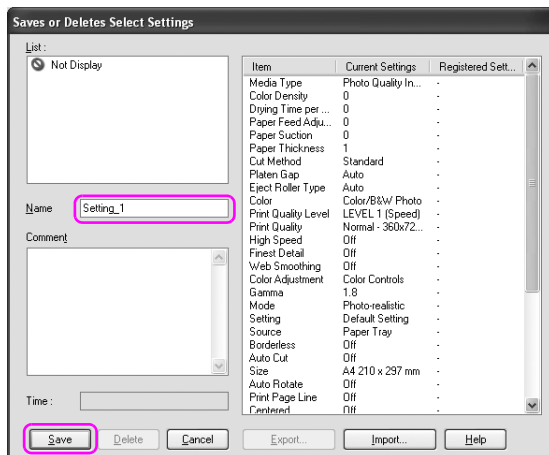 Saves or Deletes Select Settings
List :
Not Display
Name
Setting_1
Comment
Time :
Item Current Settings Registered Sett...
Media Type Photo Quality In... -
Color Density 0 -
Drying Time per ... 0 -
Paper Feed Adju... 0 -
Paper Suction 0 -
Paper Thickness 1 -
Cut Method Standard -
Platen Gap Auto -
Eject Roller Type Auto -
Color Color/B&W Photo -
Print Quality Level LEVEL 1 (Speed) -
Print Quality Normal - 360x72... -
High Speed Off -
Finest Detail Off -
Web Smoothing Off -
Color Adjustment Color Controls -
Gamma 1.8 -
Mode Photo-realistic -
Setting Default Setting -
Source Paper Tray -
Borderless Off -
Auto Cut Off -
Size A4 210 x 297 mm -
Auto Rotate Off -
Print Page Line Off -
Centered Off -
Save Delete Cancel Export... Import... Help